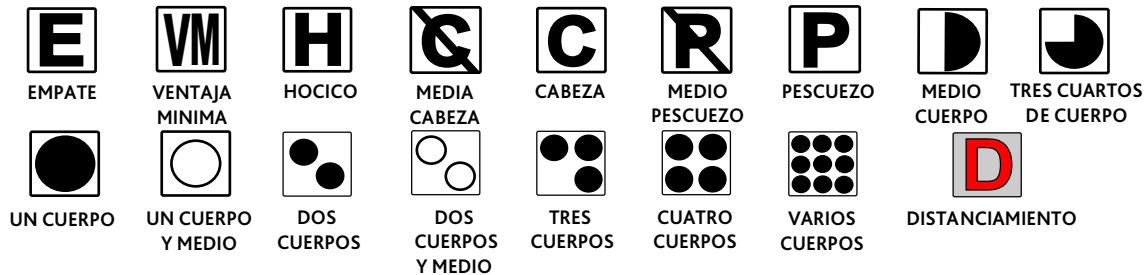 E VM H C C R P
EMPATE VENTAJA HOCICO MEDIA CABEZA MEDIO PESCUEZO MEDIO TRES CUARTOS
MINIMA CABEZA PESCUEZO CUERPO DE CUERPO
D
UN CUERPO UN CUERPO DOS DOS TRES CUATRO VARIOS DISTANCIAMIENTO
Y MEDIO CUERPOS CUERPOS CUERPOS CUERPOS CUERPOS
Y MEDIO